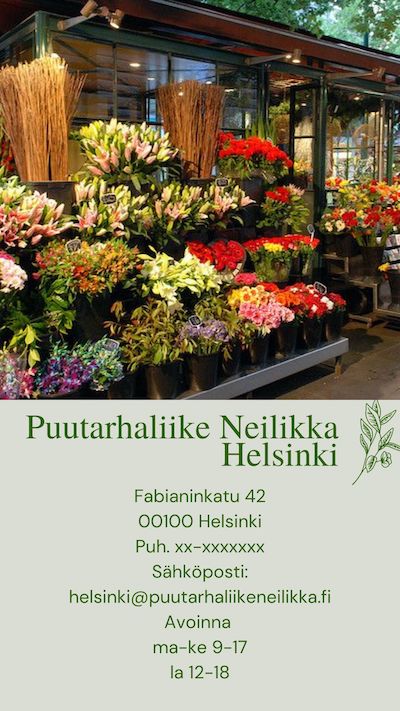 Puutarhaliike Neilikka
Helsinki
Fabianinkatu 42
00100 Helsinki
Puh. xx-xxxxxxx
Sähköposti:
helsinki@puutarhaliikeneilikka.fi
Avoinna
ma-ke 9-17
la 12-18